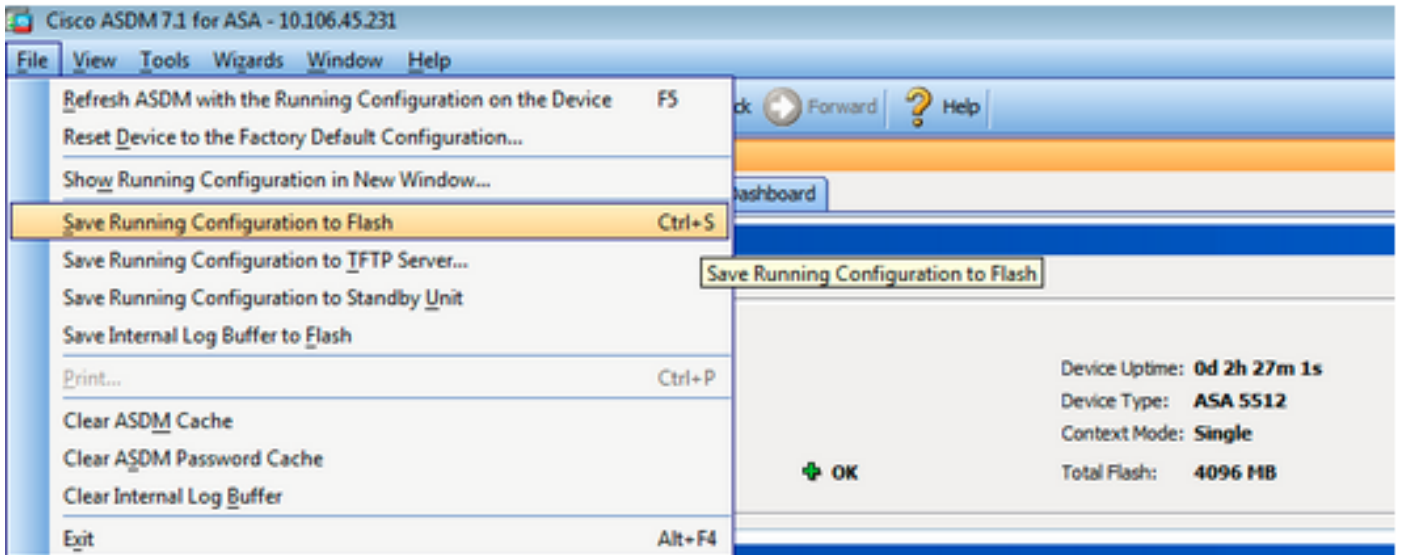 Cisco ASDM 7.1 for ASA - 10.106.45.231
File View Tools Wizards Window Help
Refresh ASDM with the Running Configuration on the Device F5
Forward Help
Reset Device to the Factory Default Configuration...
Show Running Configuration in New Window...
Save Running Configuration to Flash Ctrl+S
Save Running Configuration to TFTP Server...
Save Running Configuration to Flash
Save Running Configuration to Standby Unit
Save Internal Log Buffer to Flash
Print... Ctrl+P
Clear ASDM Cache
Clear ASDM Password Cache
Clear Internal Log Buffer
Exit Alt+F4
OK
Device Uptime: 0d 2h 27m 1s
Device Type: ASA 5512
Context Mode: Single
Total Flash: 4096 MB